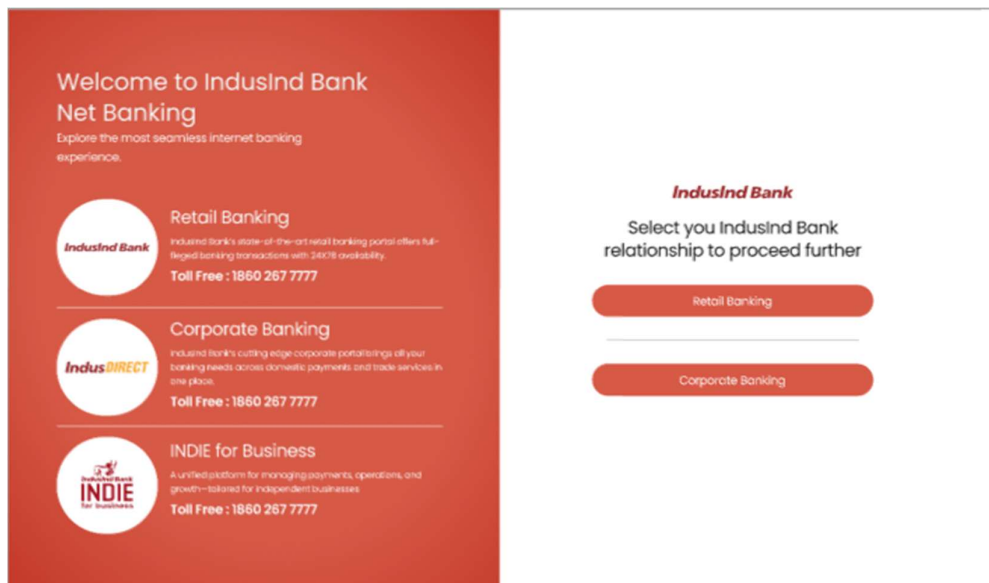 Welcome to IndusInd Bank
Net Banking
Explore the most seamless internet banking
experience.
IndusInd Bank
Retail Banking
IndusInd Bank's state-of-the-art retail banking portal offers full-
fleged banking transactions with 24X7B availability.
Toll Free : 1860 267 7777
IndusDIRECT
Corporate Banking
IndusInd Bank's cutting edge corporate portal brings all your
banking needs across domestic payments and trade services in
one place.
Toll Free : 1860 267 7777
IndusInd Bank
INDIE
for business
INDIE for Business
A unified platform for managing payments, operations, and
growth—tailored for independent businesses
Toll Free : 1860 267 7777
IndusInd Bank
Select you IndusInd Bank
relationship to proceed further
Retail Banking
Corporate Banking